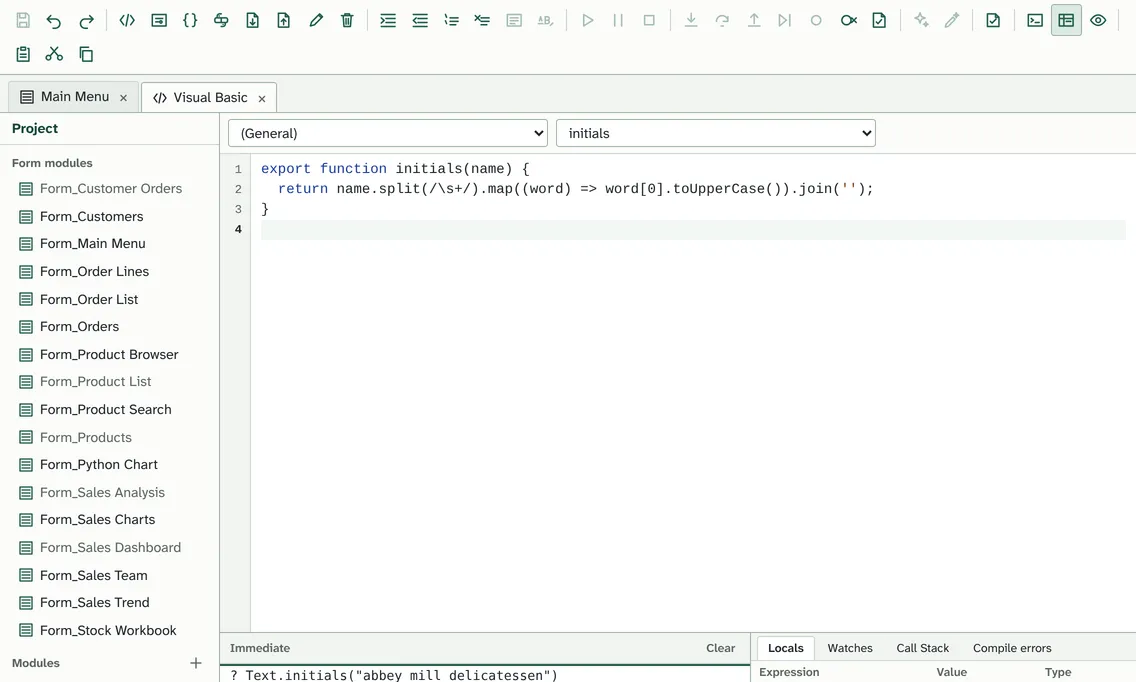 AB
Main Menu ×
Visual Basic ×
Project
(General)
initials
Form modules
Form_Customer Orders
Form_Customers
Form_Main Menu
Form_Order Lines
Form_Order List
Form_Orders
Form_Product Browser
Form_Product List
Form_Product Search
Form_Products
Form_Python Chart
Form_Sales Analysis
Form_Sales Charts
Form_Sales Dashboard
Form_Sales Team
Form_Sales Trend
Form_Stock Workbook
Modules
1 export function initials(name) {
2   return name.split(/\s+/).map((word) => word[0].toUpperCase()).join('');
3 }
4
Immediate
Clear
? Text.initials("abbey mill delicatessen")
Locals Watches Call Stack Compile errors
Expression Value Type